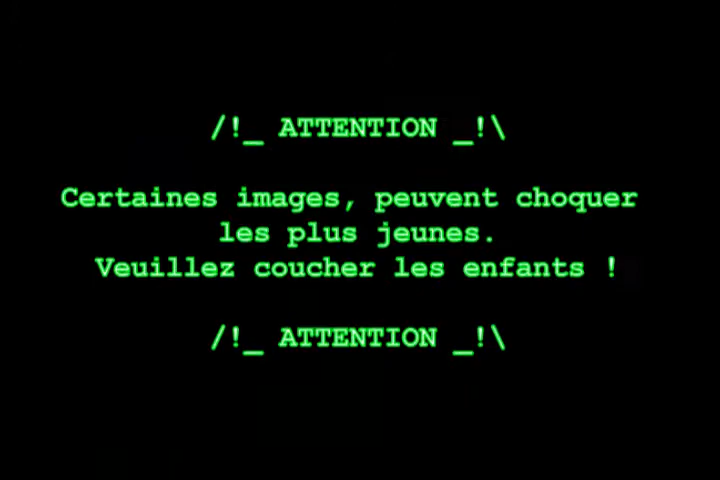 /!_ ATTENTION _!\
Certaines images, peuvent choquer
les plus jeunes.
Veuillez coucher les enfants !
/!_ ATTENTION _!\